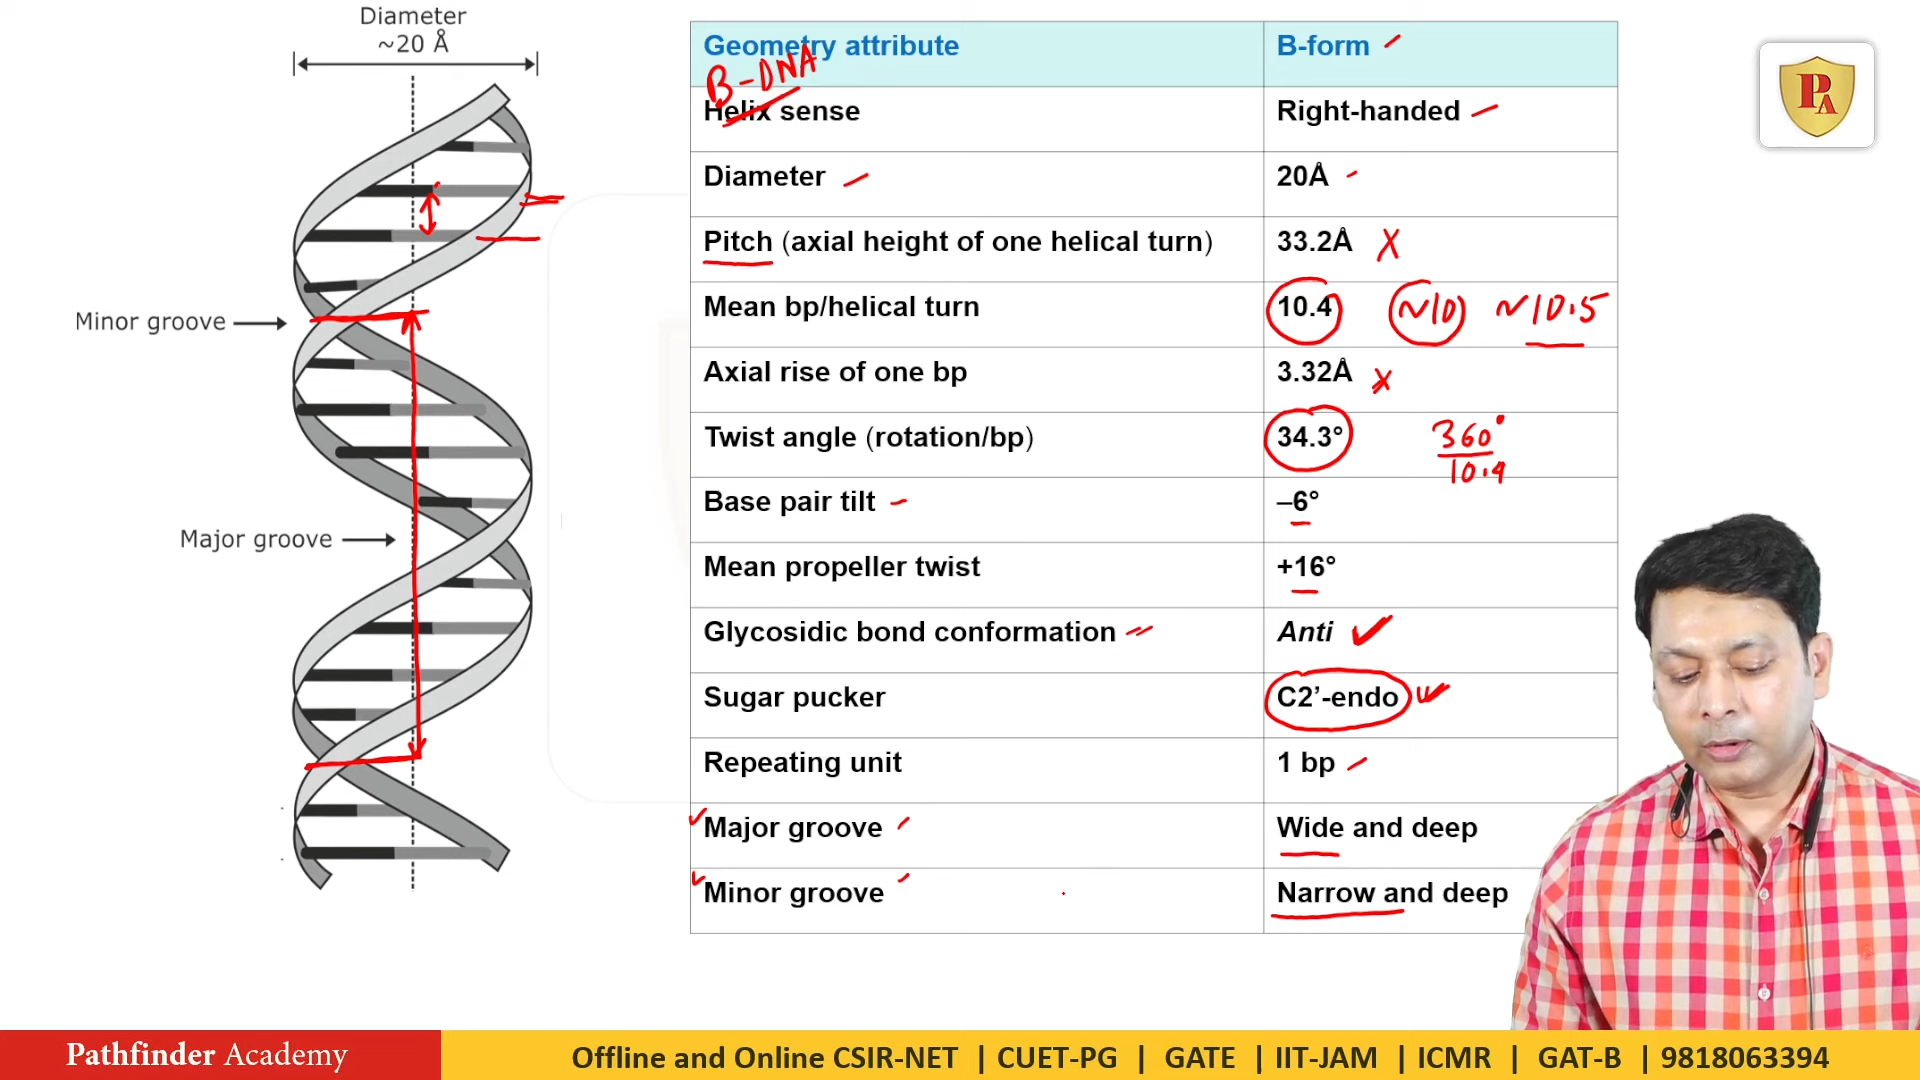 Diameter
~20 Å
Minor groove
Major groove
Geometry attribute B-form
B-DNA
Helix sense Right-handed
Diameter 20Å
Pitch (axial height of one helical turn) 33.2Å X
Mean bp/helical turn 10.4 ~10 ~10.5
Axial rise of one bp 3.32Å x
Twist angle (rotation/bp) 34.3° 360°
10.4
Base pair tilt –6°
Mean propeller twist +16°
Glycosidic bond conformation Anti
Sugar pucker C2’-endo
Repeating unit 1 bp
Major groove Wide and deep
Minor groove Narrow and deep
PA
Pathfinder Academy
Offline and Online CSIR-NET | CUET-PG | GATE | IIT-JAM | ICMR | GAT-B | 9818063394